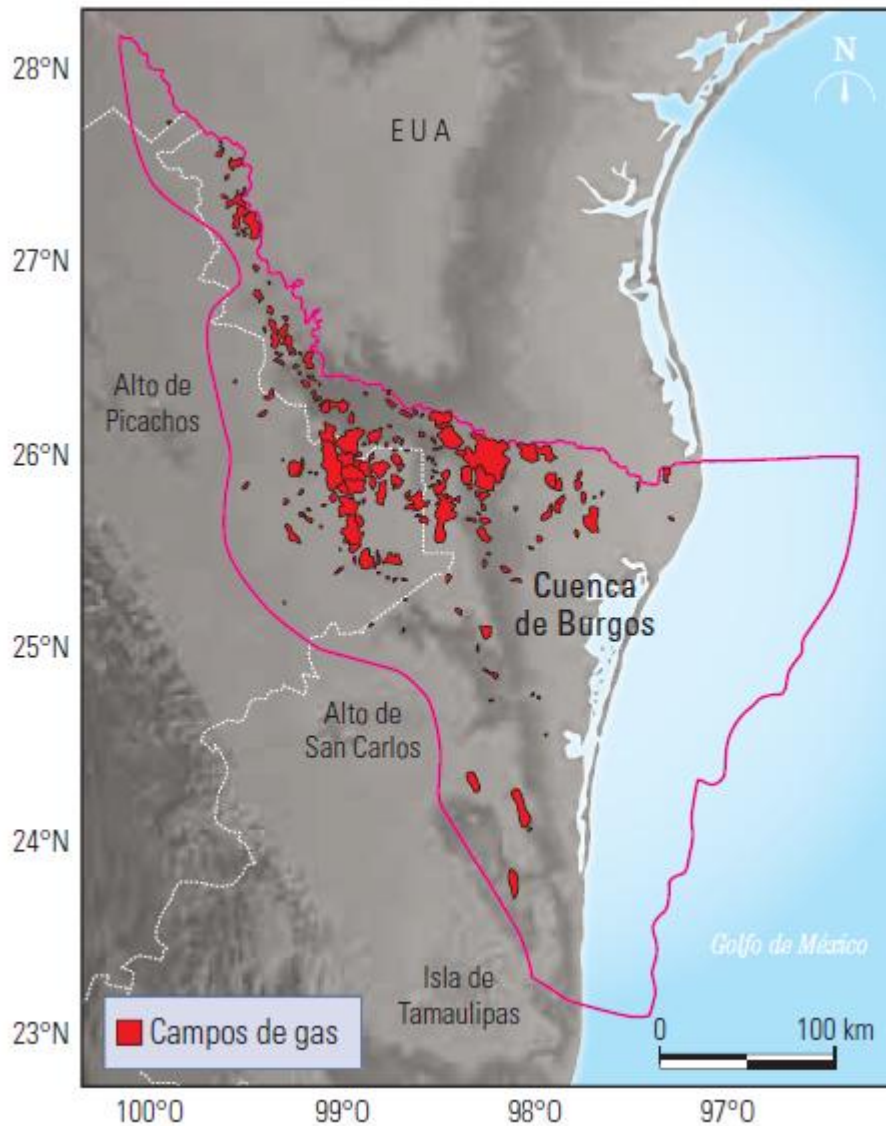 28°N
N
EUA
27°N
Alto de
Picachos
26°N
Cuenca
de Burgos
25°N
Alto de
San Carlos
24°N
Golfo de México
Isla de
Tamaulipas
23°N
Campos de gas
0 100 km
100°O 99°O 98°O 97°O